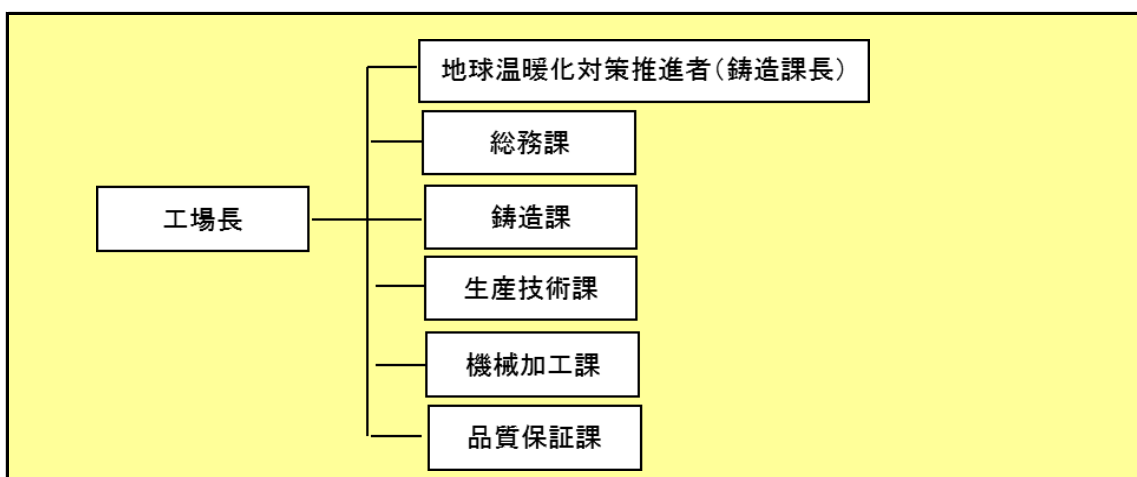 地球温暖化対策推進者(鋳造課長)
総務課
工場長
鋳造課
生産技術課
機械加工課
品質保証課